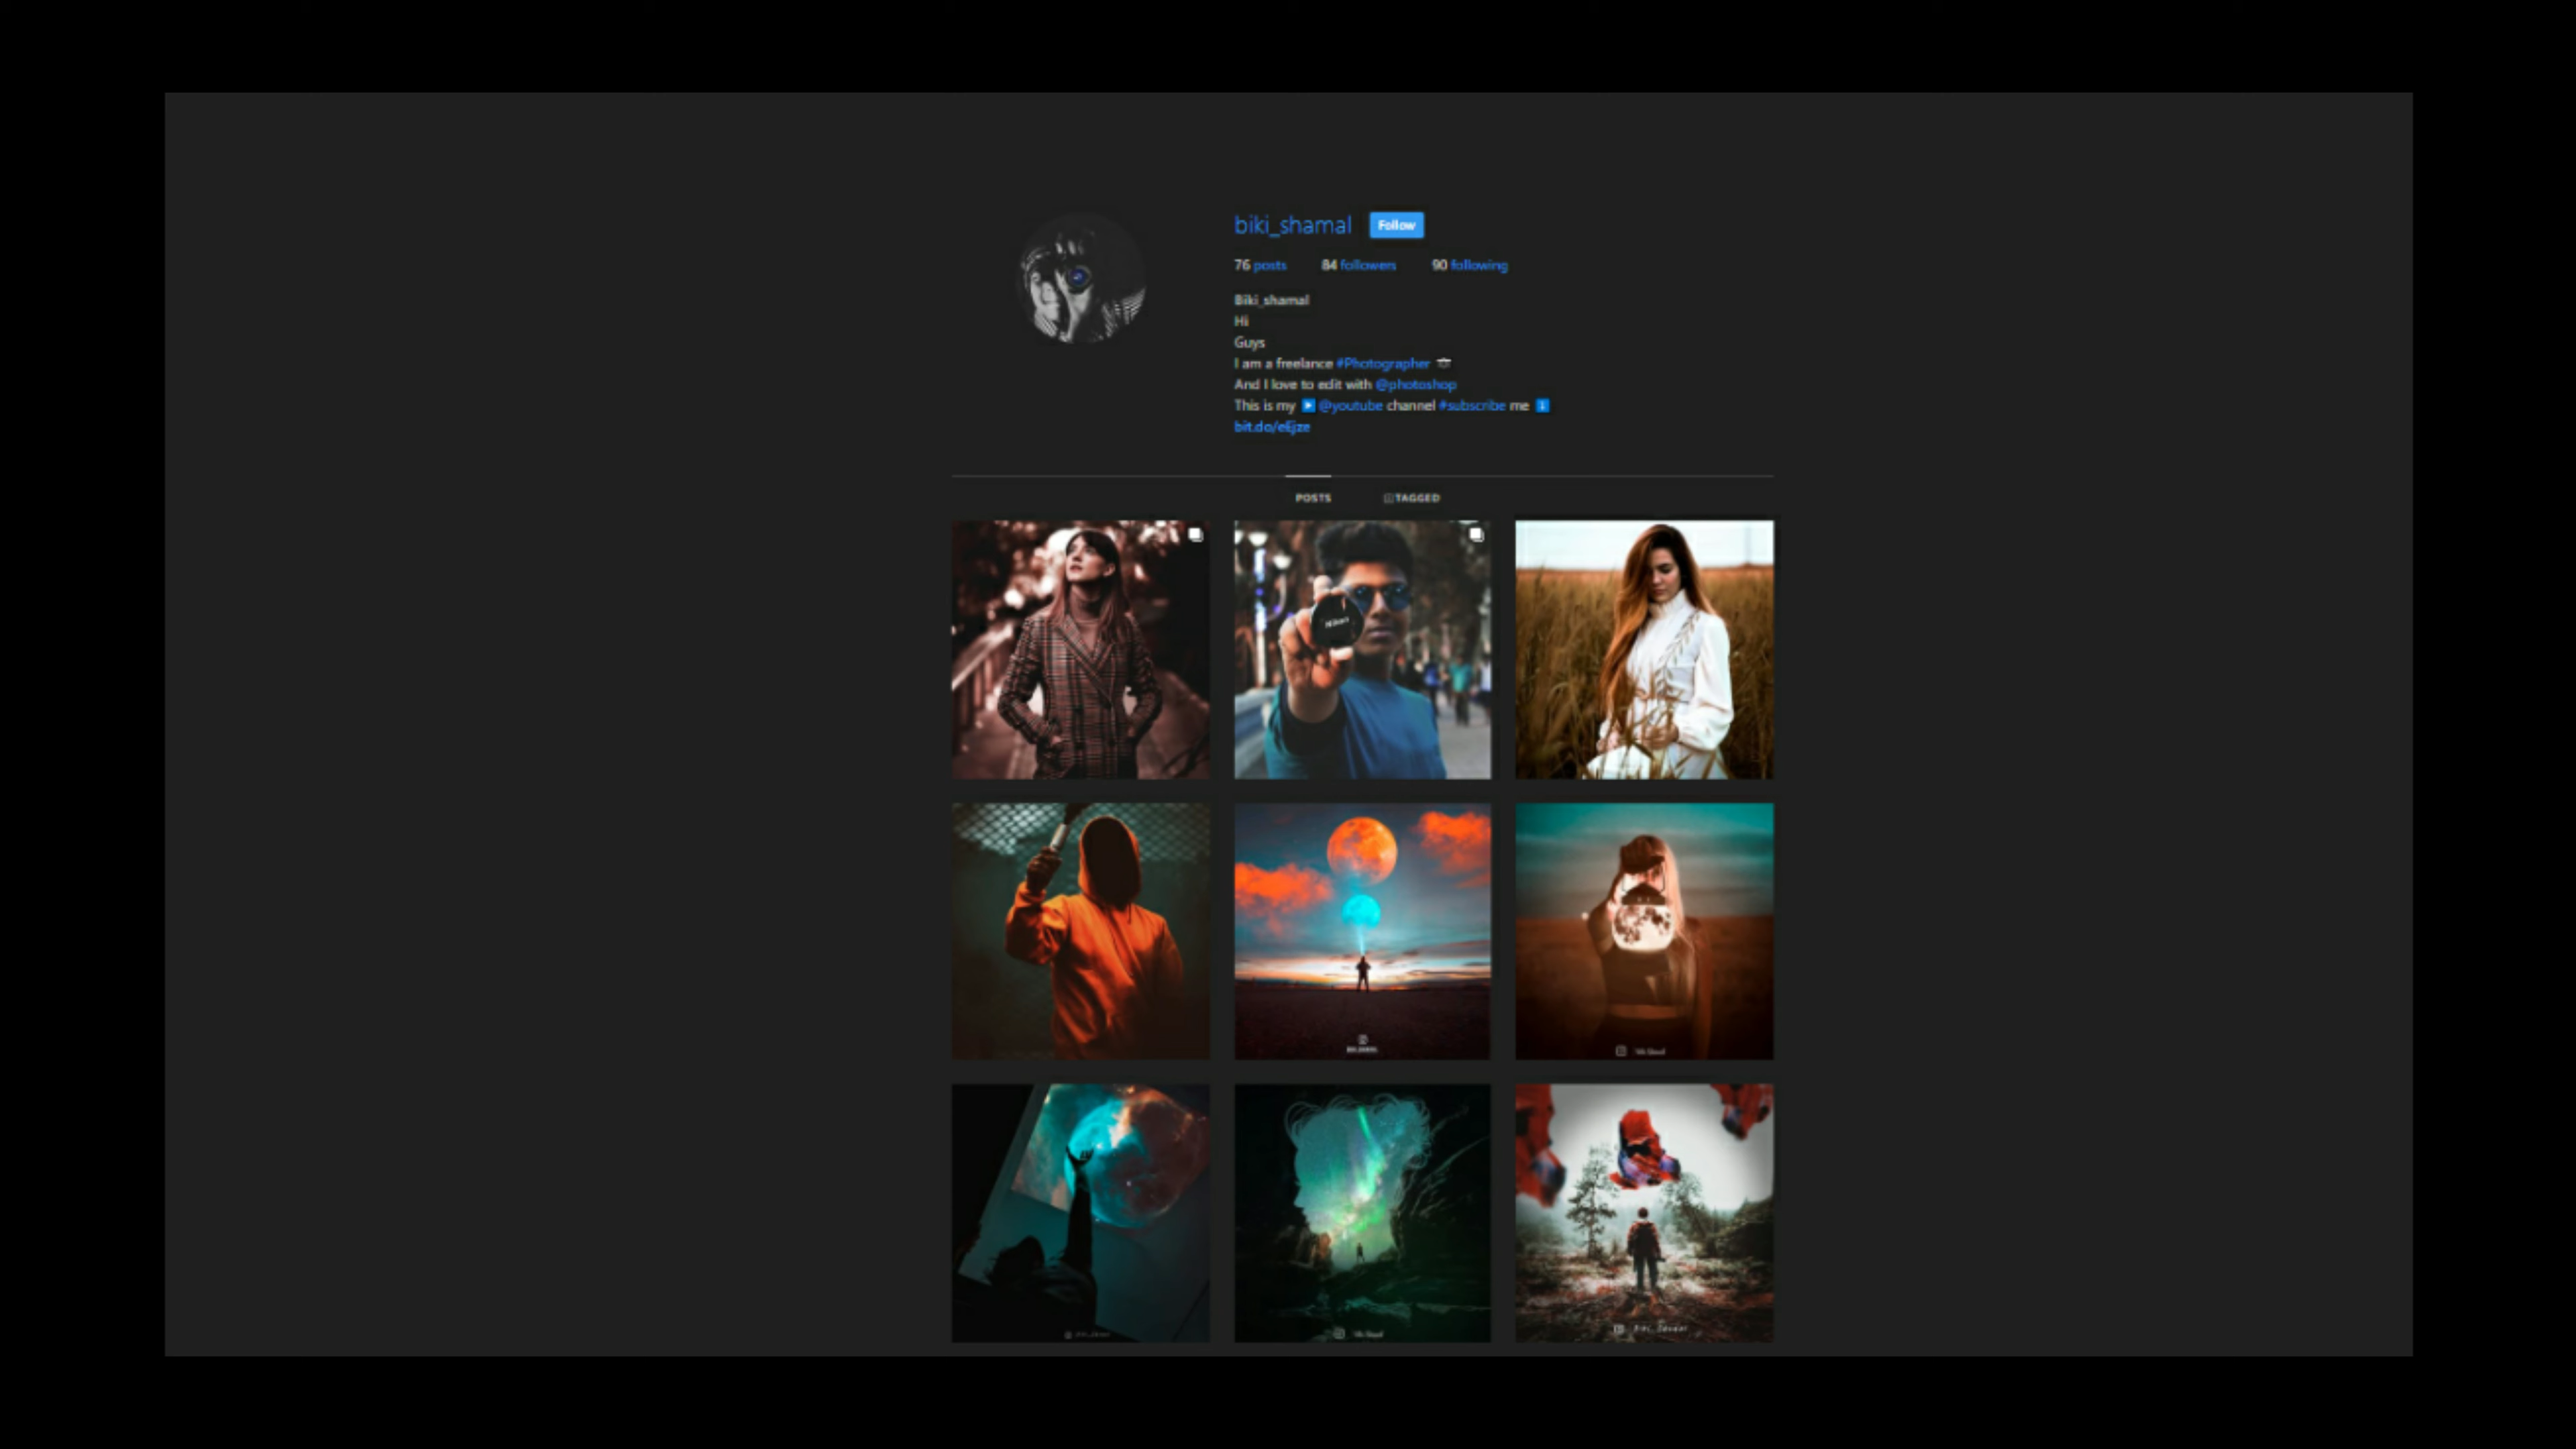 biki_shamal Follow
76 posts 84 followers 90 following
Biki_shamal
Hi
Guys
I am a freelance #Photographer
And I love to edit with @photoshop
This is my @youtube channel #subscribe me
bit.do/eEjze
POSTS TAGGED
Nikon